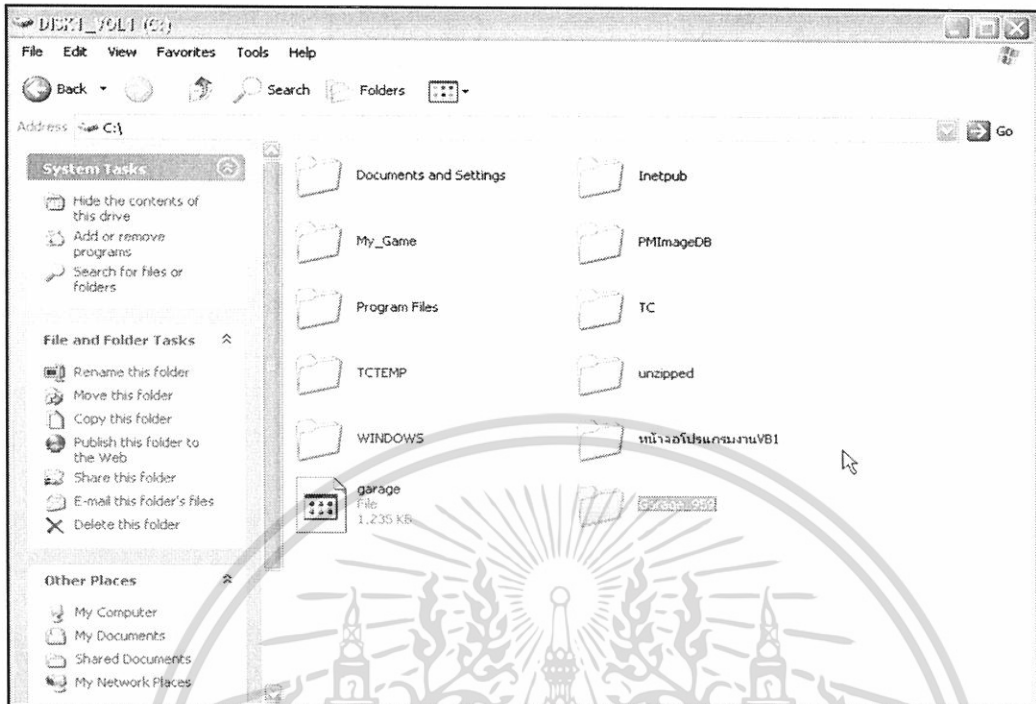 DISK1_VOL1 (C:)
File Edit View Favorites Tools Help
Back Search Folders
Address C:\ Go
System Tasks
Hide the contents of
this drive
Add or remove
programs
Search for files or
folders
File and Folder Tasks
Rename this folder
Move this folder
Copy this folder
Publish this folder to
the Web
Share this folder
E-mail this folder's files
Delete this folder
Other Places
My Computer
My Documents
Shared Documents
My Network Places
Documents and Settings
Inetpub
My_Game
PMImageDB
Program Files
TC
TCTEMP
unzipped
WINDOWS
หน้าจอโปรแกรมงานVB1
garage
File
1,235 KB